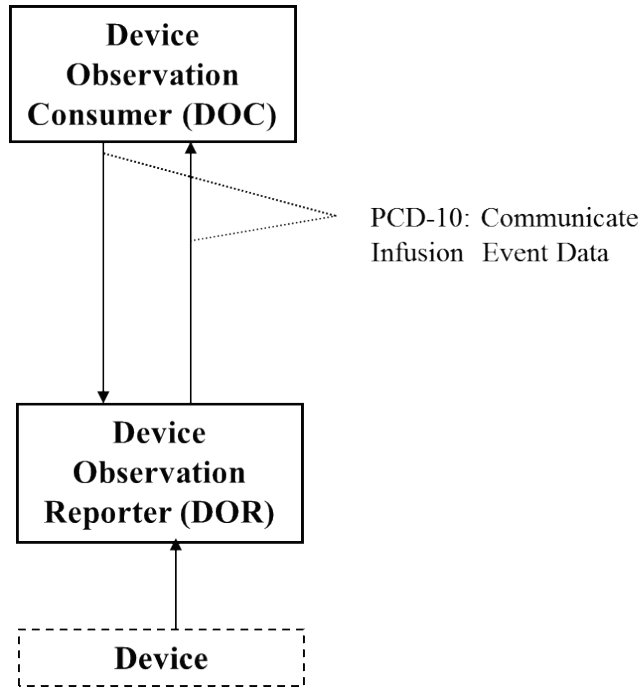 Device
Observation
Consumer (DOC)
PCD-10: Communicate
Infusion Event Data
Device
Observation
Reporter (DOR)
Device